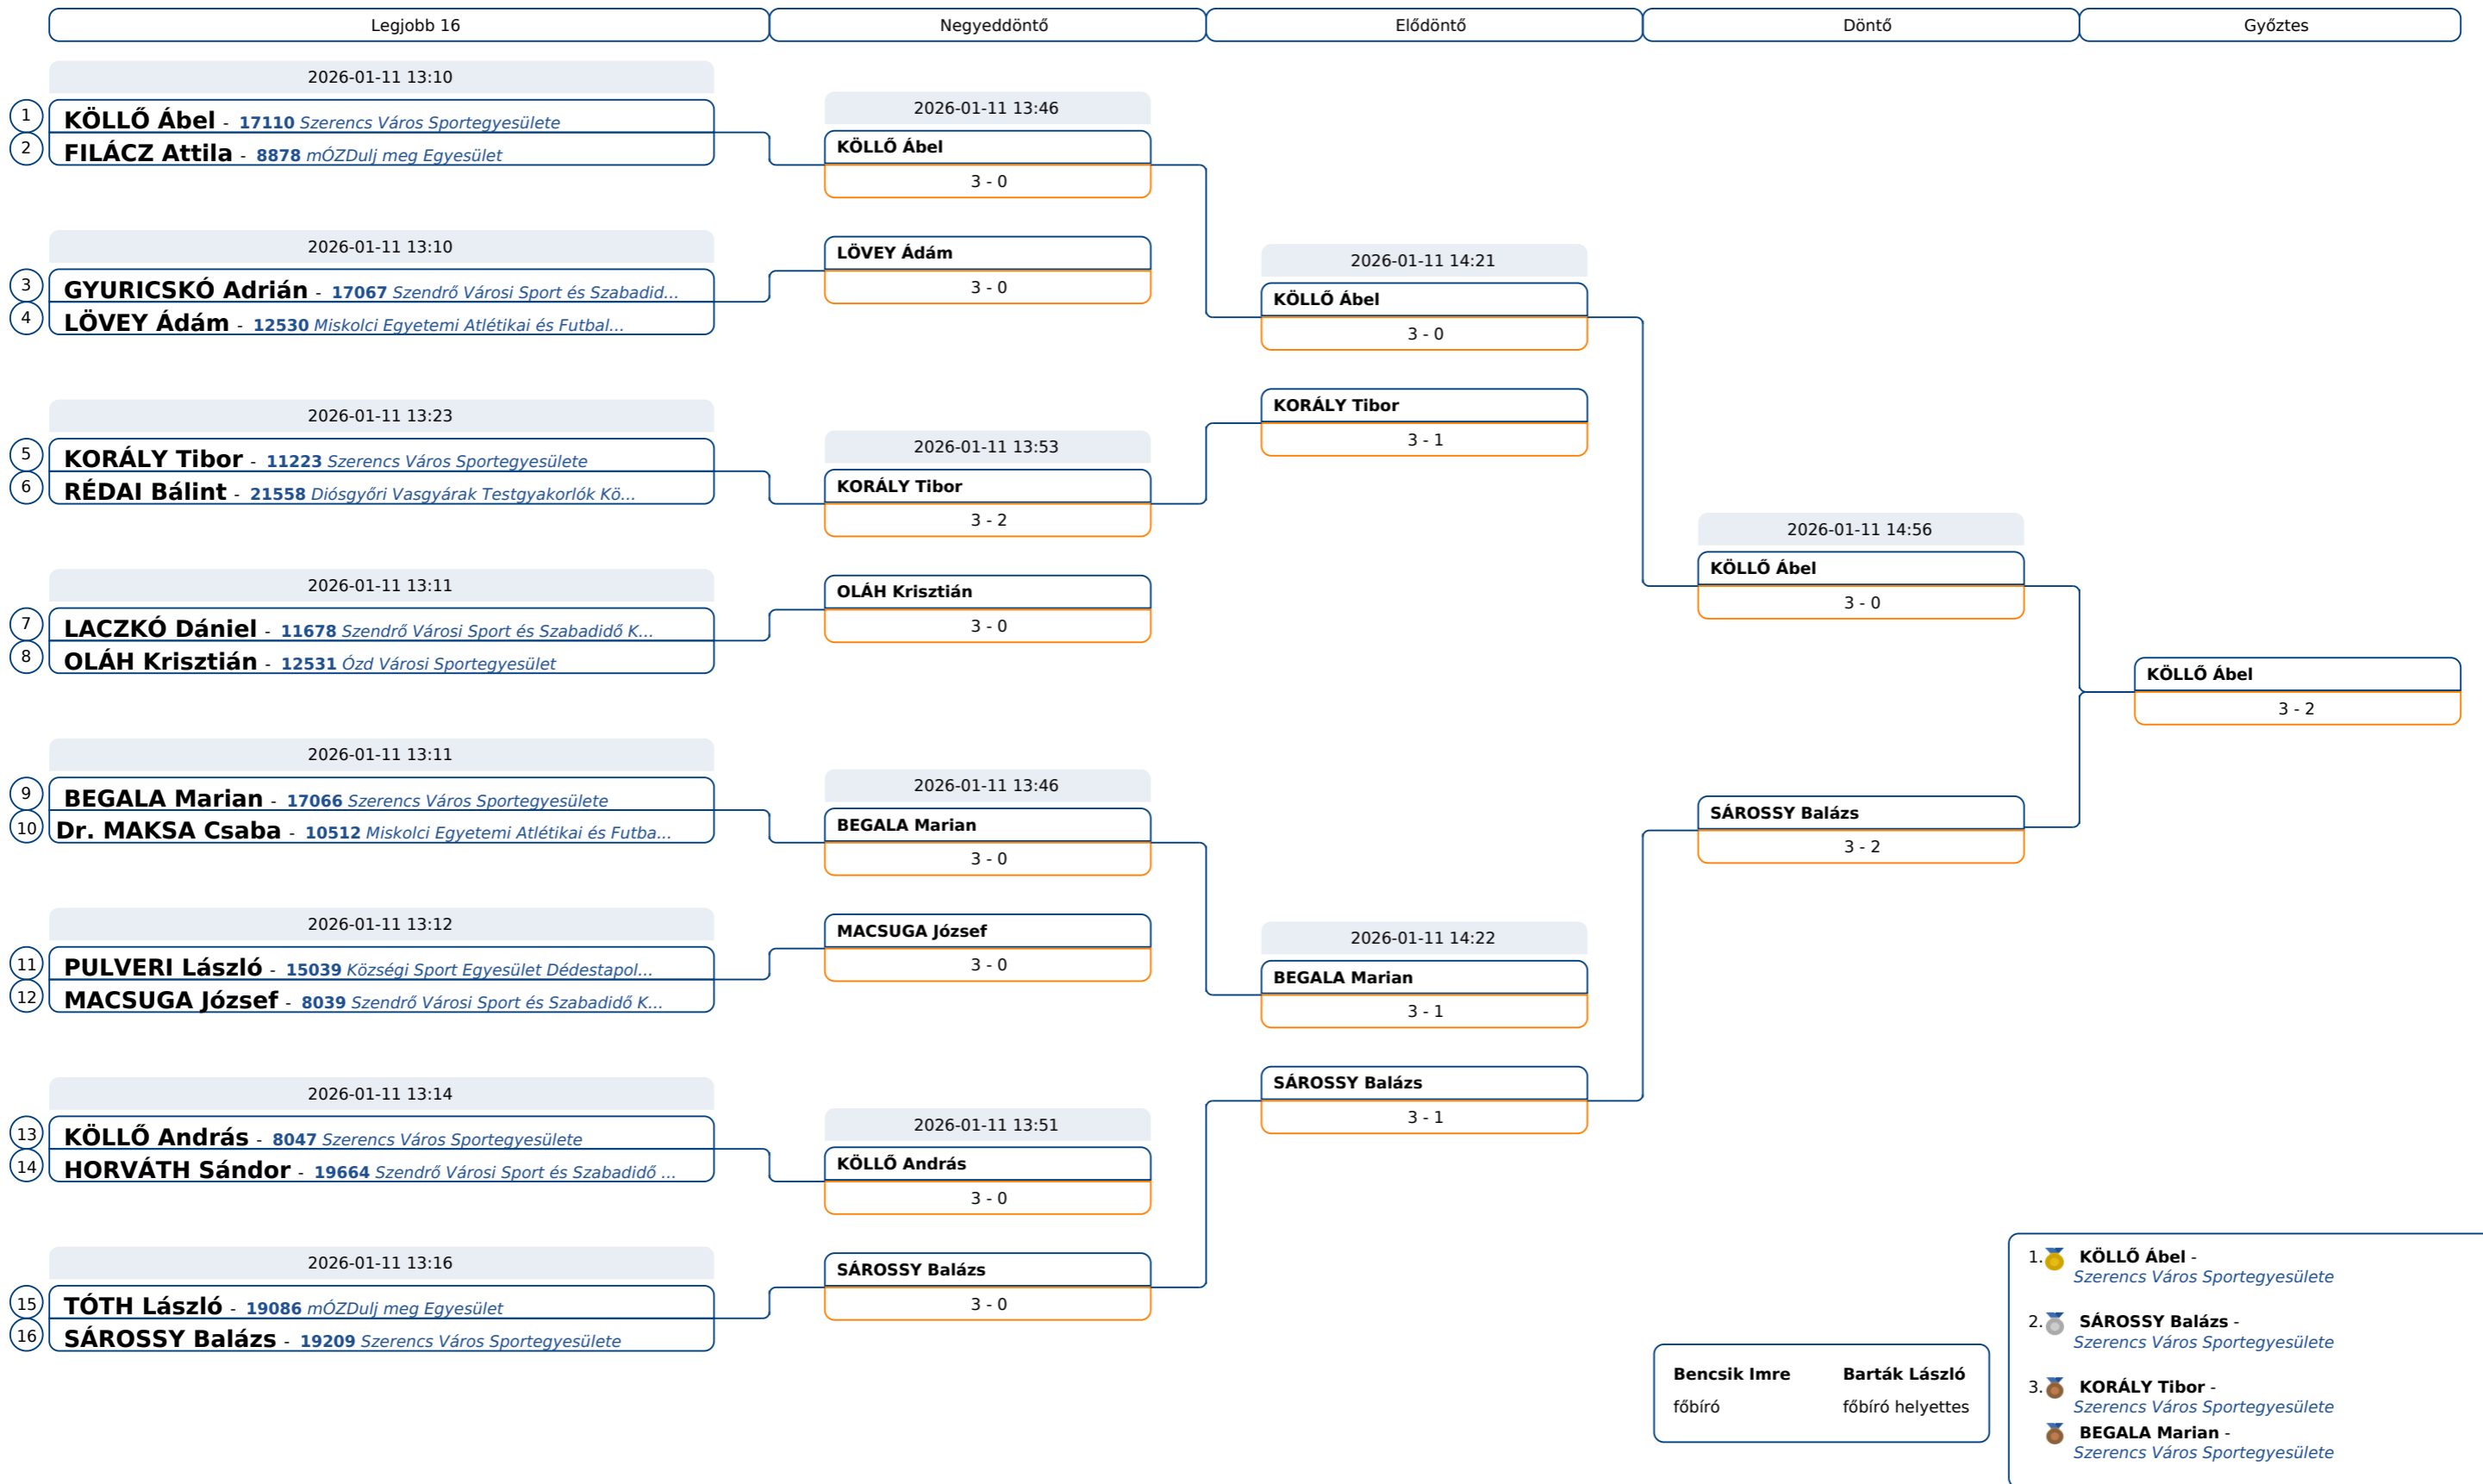 Legjobb 16
Negyeddöntő
Elődöntő
Döntő
Győztes
2026-01-11 13:10
1 KÖLLŐ Ábel - 17110 Szerencs Város Sportegyesülete
2 FILÁCZ Attila - 8878 mÓZDulj meg Egyesület
2026-01-11 13:10
3 GYURICSKÓ Adrián - 17067 Szendrő Városi Sport és Szabadid...
4 LÖVEY Ádám - 12530 Miskolci Egyetemi Atlétikai és Futbal...
2026-01-11 13:23
5 KORÁLY Tibor - 11223 Szerencs Város Sportegyesülete
6 RÉDAI Bálint - 21558 Diósgyőri Vasgyárak Testgyakorlók Kö...
2026-01-11 13:11
7 LACZKÓ Dániel - 11678 Szendrő Városi Sport és Szabadidő K...
8 OLÁH Krisztián - 12531 Ózd Városi Sportegyesület
2026-01-11 13:11
9 BEGALA Marian - 17066 Szerencs Város Sportegyesülete
10 Dr. MAKSA Csaba - 10512 Miskolci Egyetemi Atlétikai és Futba...
2026-01-11 13:12
11 PULVERI László - 15039 Községi Sport Egyesület Dédestapol...
12 MACSUGA József - 8039 Szendrő Városi Sport és Szabadidő K...
2026-01-11 13:14
13 KÖLLŐ András - 8047 Szerencs Város Sportegyesülete
14 HORVÁTH Sándor - 19664 Szendrő Városi Sport és Szabadidő ...
2026-01-11 13:16
15 TÓTH László - 19086 mÓZDulj meg Egyesület
16 SÁROSSY Balázs - 19209 Szerencs Város Sportegyesülete
2026-01-11 13:46
KÖLLŐ Ábel
3 - 0
LÖVEY Ádám
3 - 0
2026-01-11 13:53
KORÁLY Tibor
3 - 2
OLÁH Krisztián
3 - 0
2026-01-11 13:46
BEGALA Marian
3 - 0
MACSUGA József
3 - 0
2026-01-11 13:51
KÖLLŐ András
3 - 0
SÁROSSY Balázs
3 - 0
2026-01-11 14:21
KÖLLŐ Ábel
3 - 0
KORÁLY Tibor
3 - 1
2026-01-11 14:22
BEGALA Marian
3 - 1
SÁROSSY Balázs
3 - 1
2026-01-11 14:56
KÖLLŐ Ábel
3 - 0
SÁROSSY Balázs
3 - 2
KÖLLŐ Ábel
3 - 2
Bencsik Imre
főbíró
Barták László
főbíró helyettes
1. KÖLLŐ Ábel -
Szerencs Város Sportegyesülete
2. SÁROSSY Balázs -
Szerencs Város Sportegyesülete
3. KORÁLY Tibor -
Szerencs Város Sportegyesülete
BEGALA Marian -
Szerencs Város Sportegyesülete